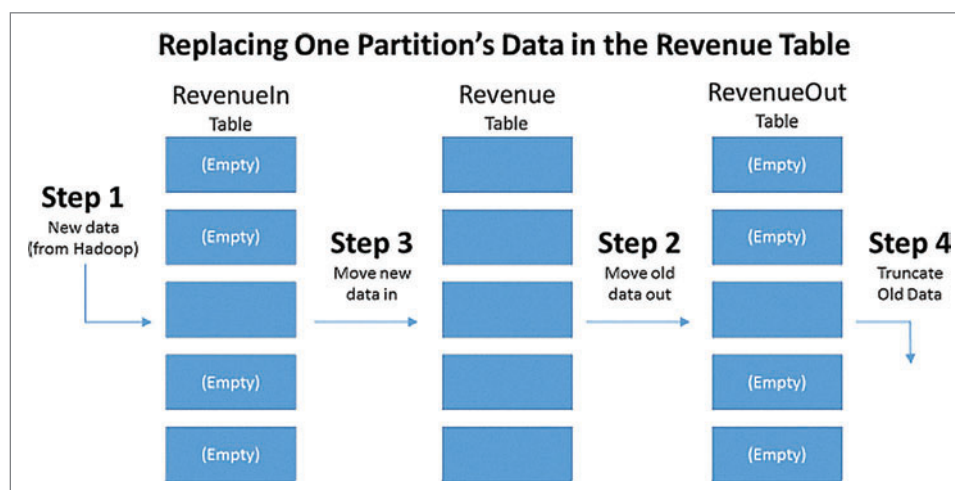 Replacing One Partition's Data in the Revenue Table
RevenueIn
Table
Revenue
Table
RevenueOut
Table
(Empty)
(Empty)
Step 1
New data
(from Hadoop)
(Empty)
(Empty)
Step 3
Move new
data in
Step 2
Move old
data out
Step 4
Truncate
Old Data
(Empty)
(Empty)
(Empty)
(Empty)